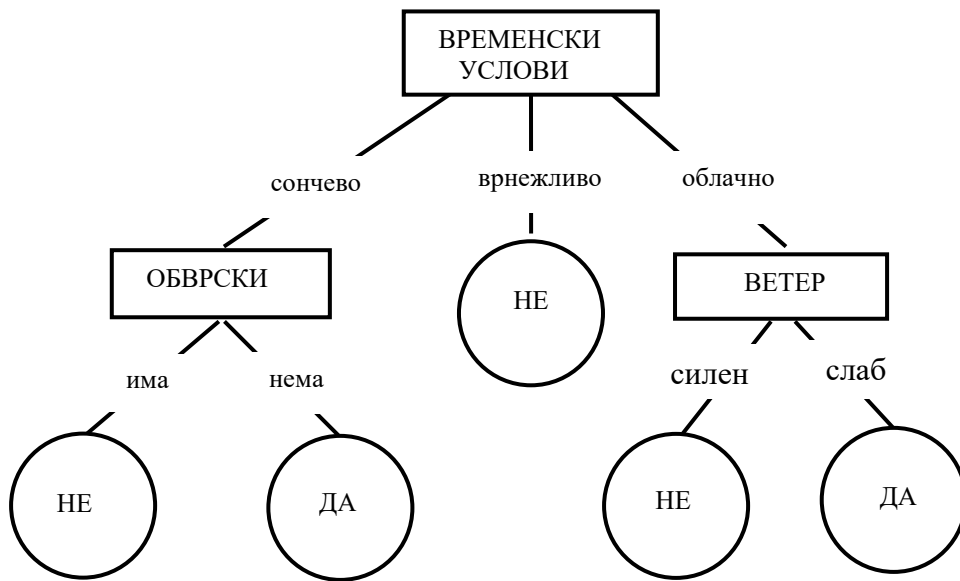 ВРЕМЕНСКИ
УСЛОВИ
сончево
врнежливо
облачно
ОБВРСКИ
НЕ
ВЕТЕР
има
нема
силен
слаб
НЕ
ДА
НЕ
ДА